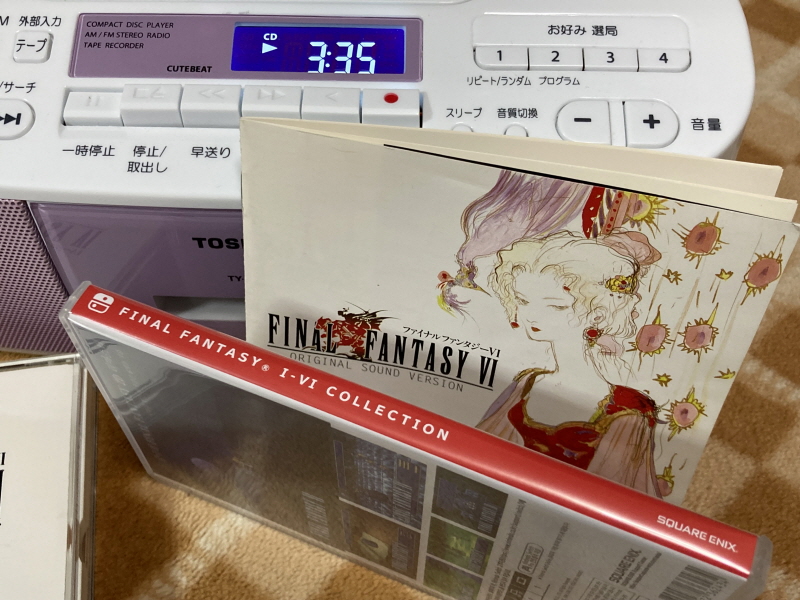 M 外部入力
テープ
/サーチ
COMPACT DISC PLAYER
AM / FM STEREO RADIO
TAPE RECORDER
CUTEBEAT
CD
3:35
お好み 選局
1 2 3 4
リピート/ランダム プログラム
スリープ 音質切換
− + 音量
一時停止 停止/取出し 早送り
TOS
TY-
ファイナルファンタジーVI
FINAL FANTASY VI
ORIGINAL SOUND VERSION
FINAL FANTASY® I-VI COLLECTION
SQUARE ENIX
SQUARE ENIX